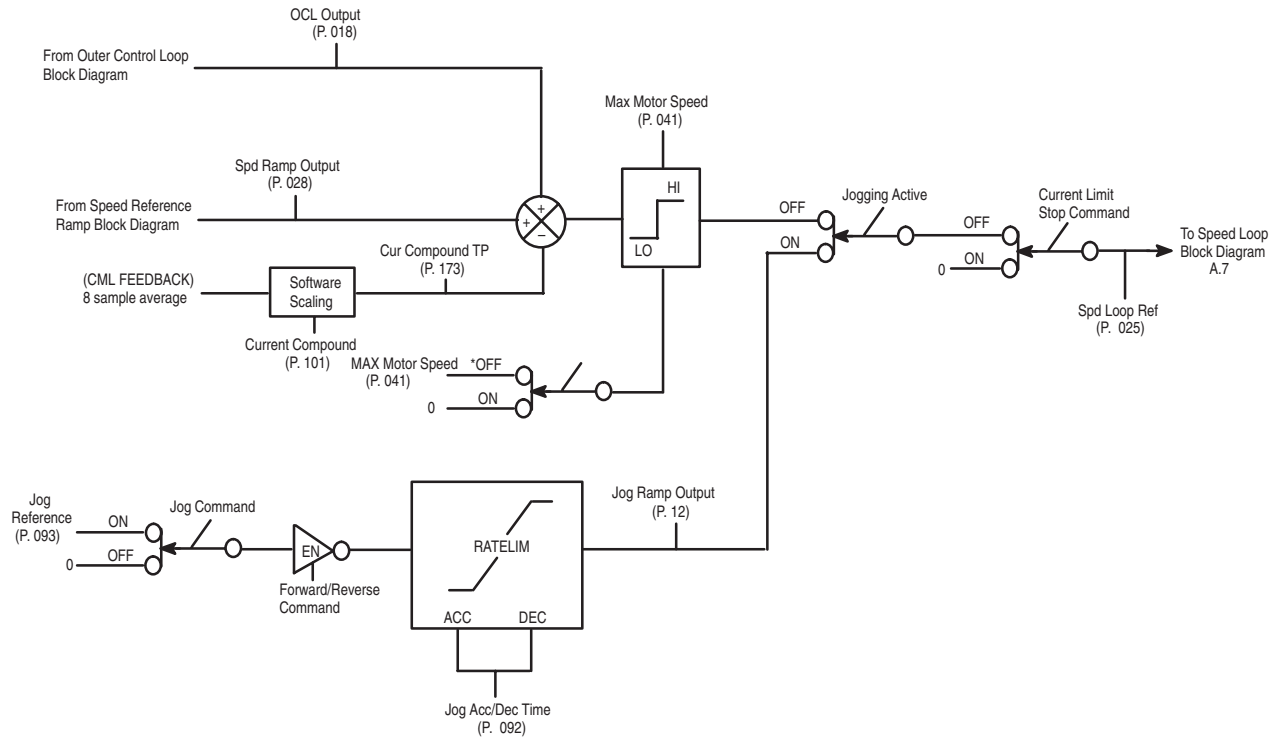 OCL Output
(P. 018)
From Outer Control Loop
Block Diagram
Max Motor Speed
(P. 041)
Spd Ramp Output
(P. 028)
From Speed Reference
Ramp Block Diagram
+
+
−
HI
LO
OFF
Jogging Active
ON
OFF
Current Limit
Stop Command
0
ON
To Speed Loop
Block Diagram
A.7
Spd Loop Ref
(P. 025)
Cur Compound TP
(P. 173)
(CML FEEDBACK)
8 sample average
Software
Scaling
Current Compound
(P. 101)
MAX Motor Speed
(P. 041)
*OFF
0
ON
Jog
Reference
(P. 093)
ON
Jog Command
0
OFF
EN
Forward/Reverse
Command
RATELIM
ACC
DEC
Jog Ramp Output
(P. 12)
Jog Acc/Dec Time
(P. 092)